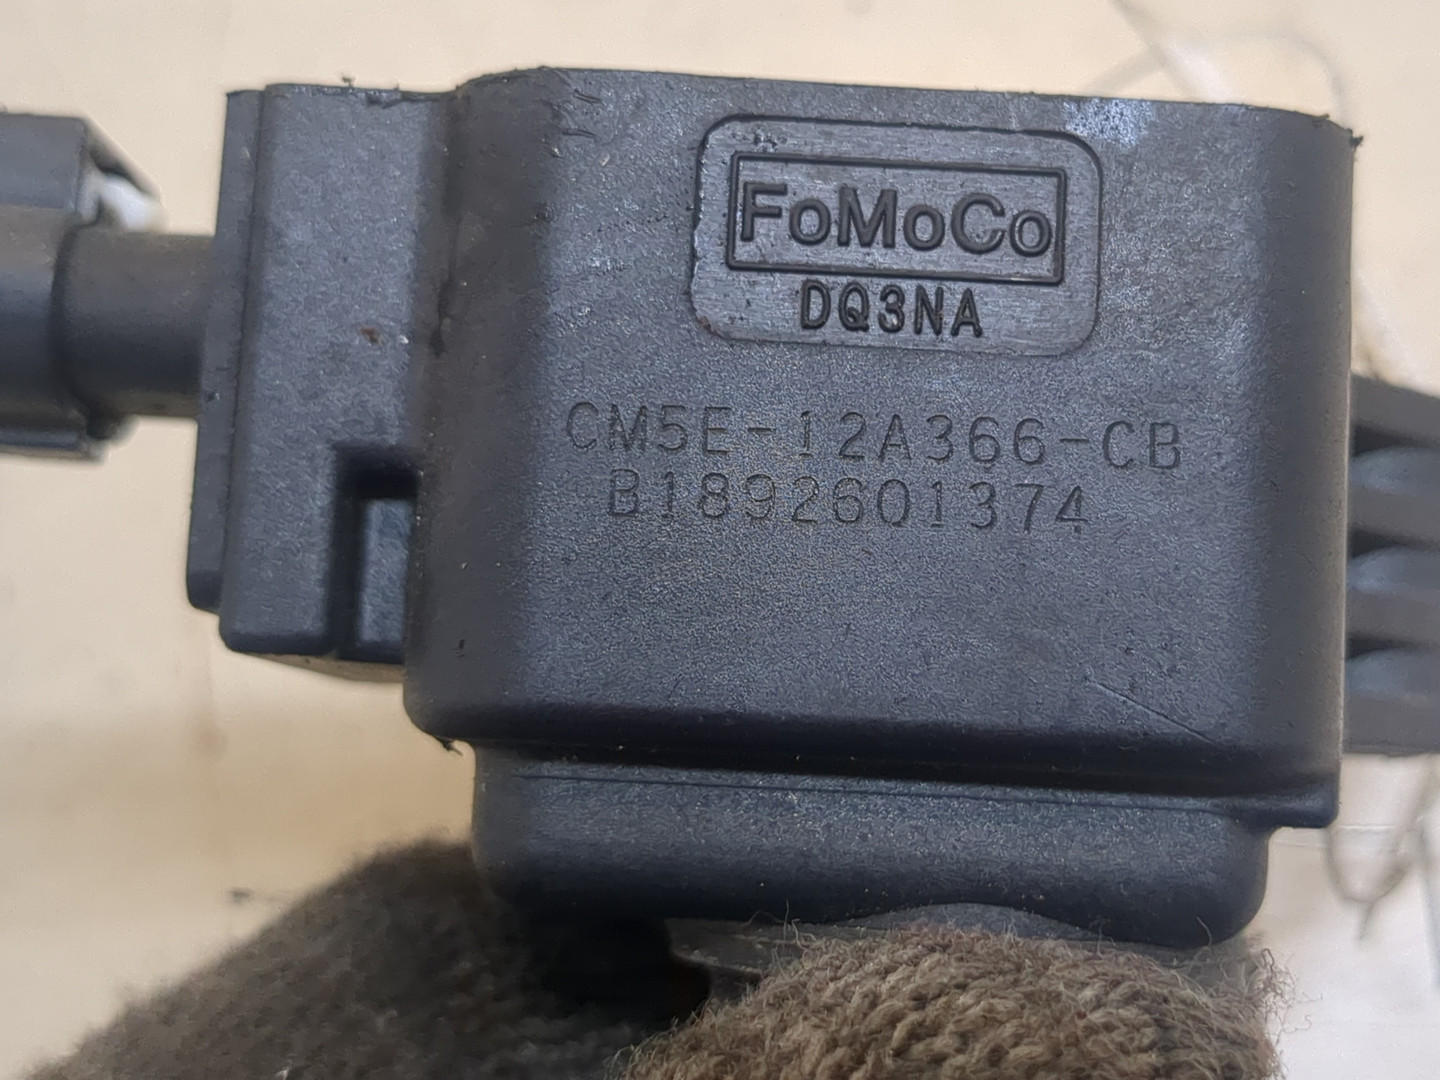 FoMoCo
DQ3NA
CM5E-12A366-CB
B1892601374